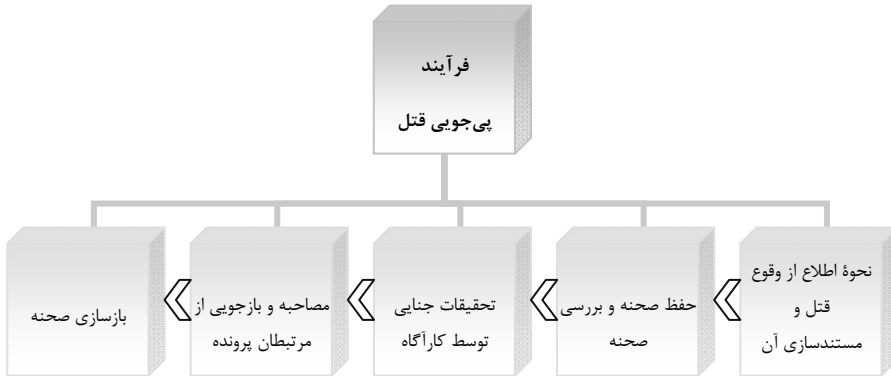 فرآیند
پی‌جویی قتل
نحوۀ اطلاع از وقوع
قتل و
مستندسازی آن
حفظ صحنه و بررسی
صحنه
تحقیقات جنایی
توسط کارآگاه
مصاحبه و بازجویی از
مرتبطان پرونده
بازسازی صحنه